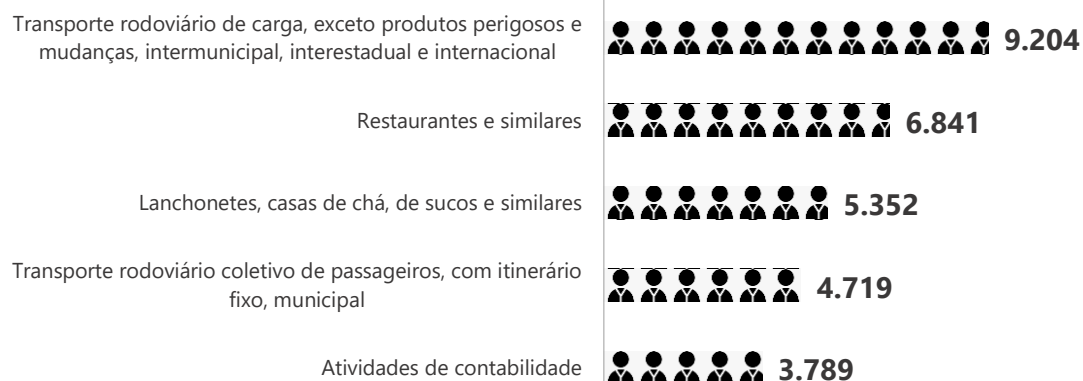 Transporte rodoviário de carga, exceto produtos perigosos e
mudanças, intermunicipal, interestadual e internacional
9.204
Restaurantes e similares
6.841
Lanchonetes, casas de chá, de sucos e similares
5.352
Transporte rodoviário coletivo de passageiros, com itinerário
fixo, municipal
4.719
Atividades de contabilidade
3.789